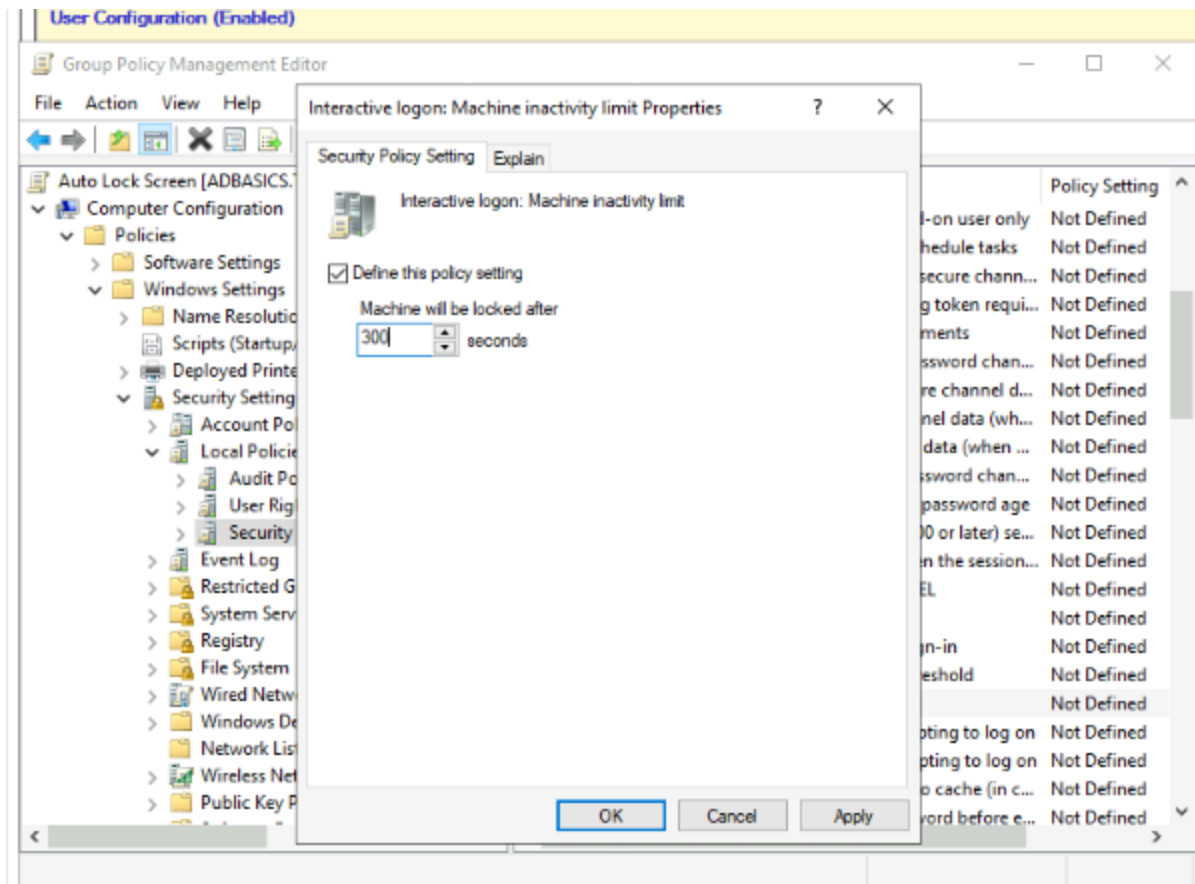 User Configuration (Enabled)
Group Policy Management Editor
File Action View Help
Interactive logon: Machine inactivity limit Properties
Security Policy Setting Explain
Interactive logon: Machine inactivity limit
Define this policy setting
Machine will be locked after
300 seconds
OK Cancel Apply
Auto Lock Screen [ADBASICS.
Computer Configuration
Policies
Software Settings
Windows Settings
Name Resolutio
Scripts (Startup/
Deployed Printe
Security Setting
Account Pol
Local Policie
Audit Po
User Rig
Security
Event Log
Restricted G
System Serv
Registry
File System
Wired Netw
Windows De
Network List
Wireless Net
Public Key P
Policy Setting
-on user only Not Defined
hedule tasks Not Defined
secure chann... Not Defined
g token requi... Not Defined
ments Not Defined
ssword chan... Not Defined
re channel d... Not Defined
nel data (wh... Not Defined
data (when ... Not Defined
ssword chan... Not Defined
password age Not Defined
00 or later) se... Not Defined
n the session... Not Defined
EL Not Defined
Not Defined
n-in Not Defined
eshold Not Defined
Not Defined
pting to log on Not Defined
pting to log on Not Defined
o cache (in c... Not Defined
vord before e... Not Defined